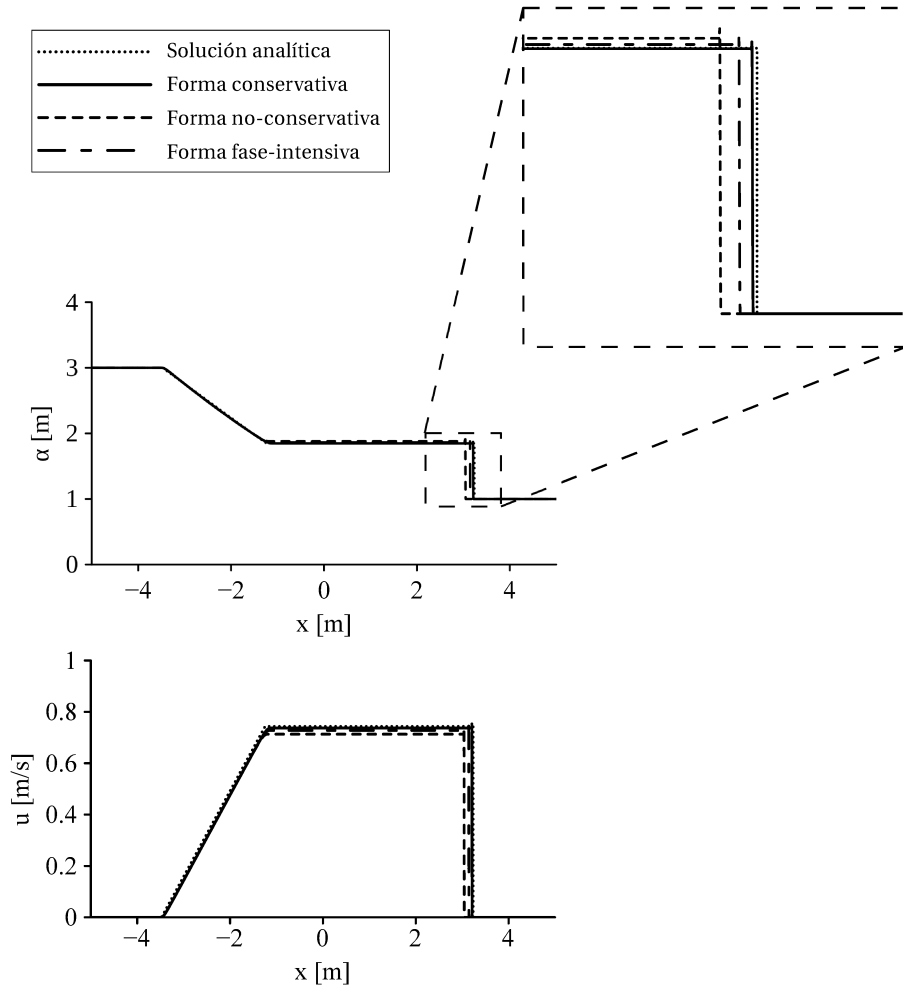 Solución analítica
Forma conservativa
Forma no-conservativa
Forma fase-intensiva
4
3
2
1
0
α [m]
−4 −2 0 2 4
x [m]
1
0.8
0.6
0.4
0.2
0
u [m/s]
−4 −2 0 2 4
x [m]